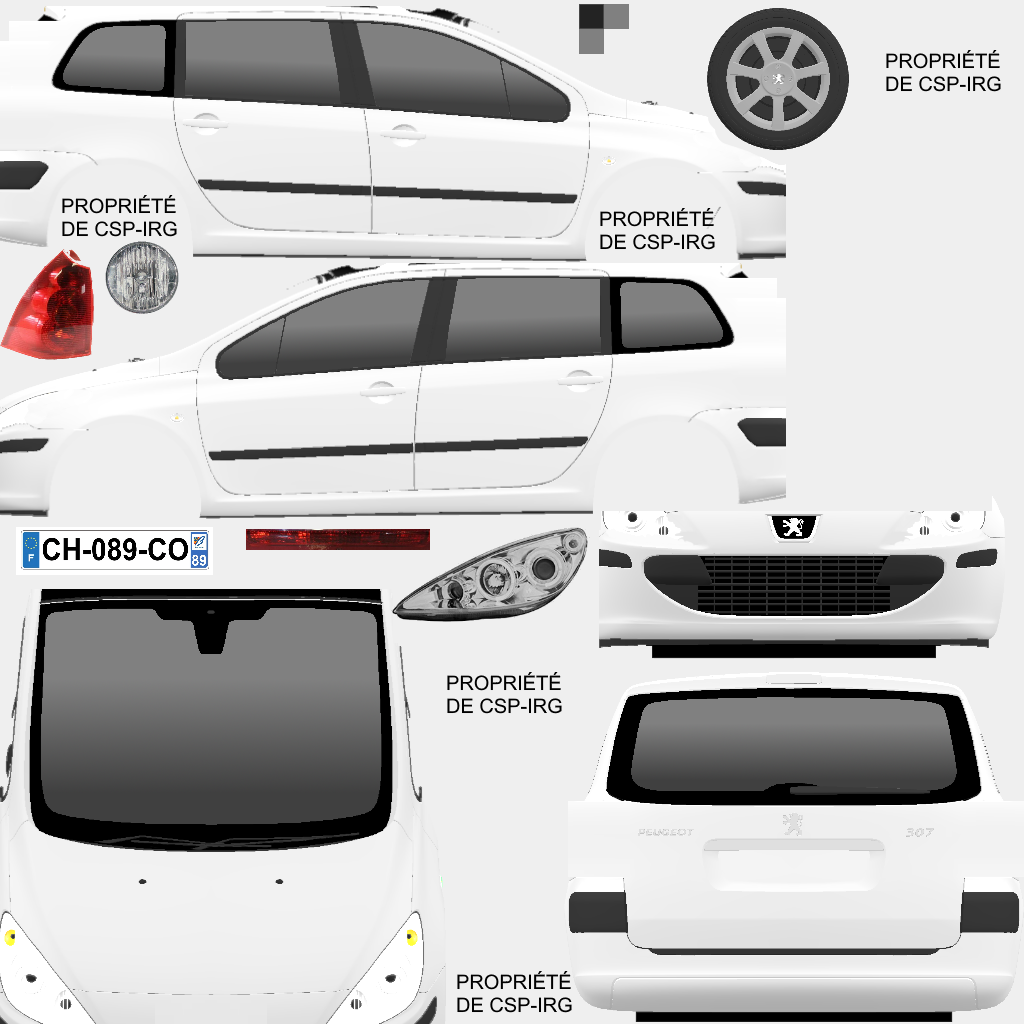 PROPRIÉTÉ
DE CSP-IRG
PROPRIÉTÉ
DE CSP-IRG
PROPRIÉTÉ
DE CSP-IRG
F CH-089-CO 89
PROPRIÉTÉ
DE CSP-IRG
PEUGEOT 307
PROPRIÉTÉ
DE CSP-IRG